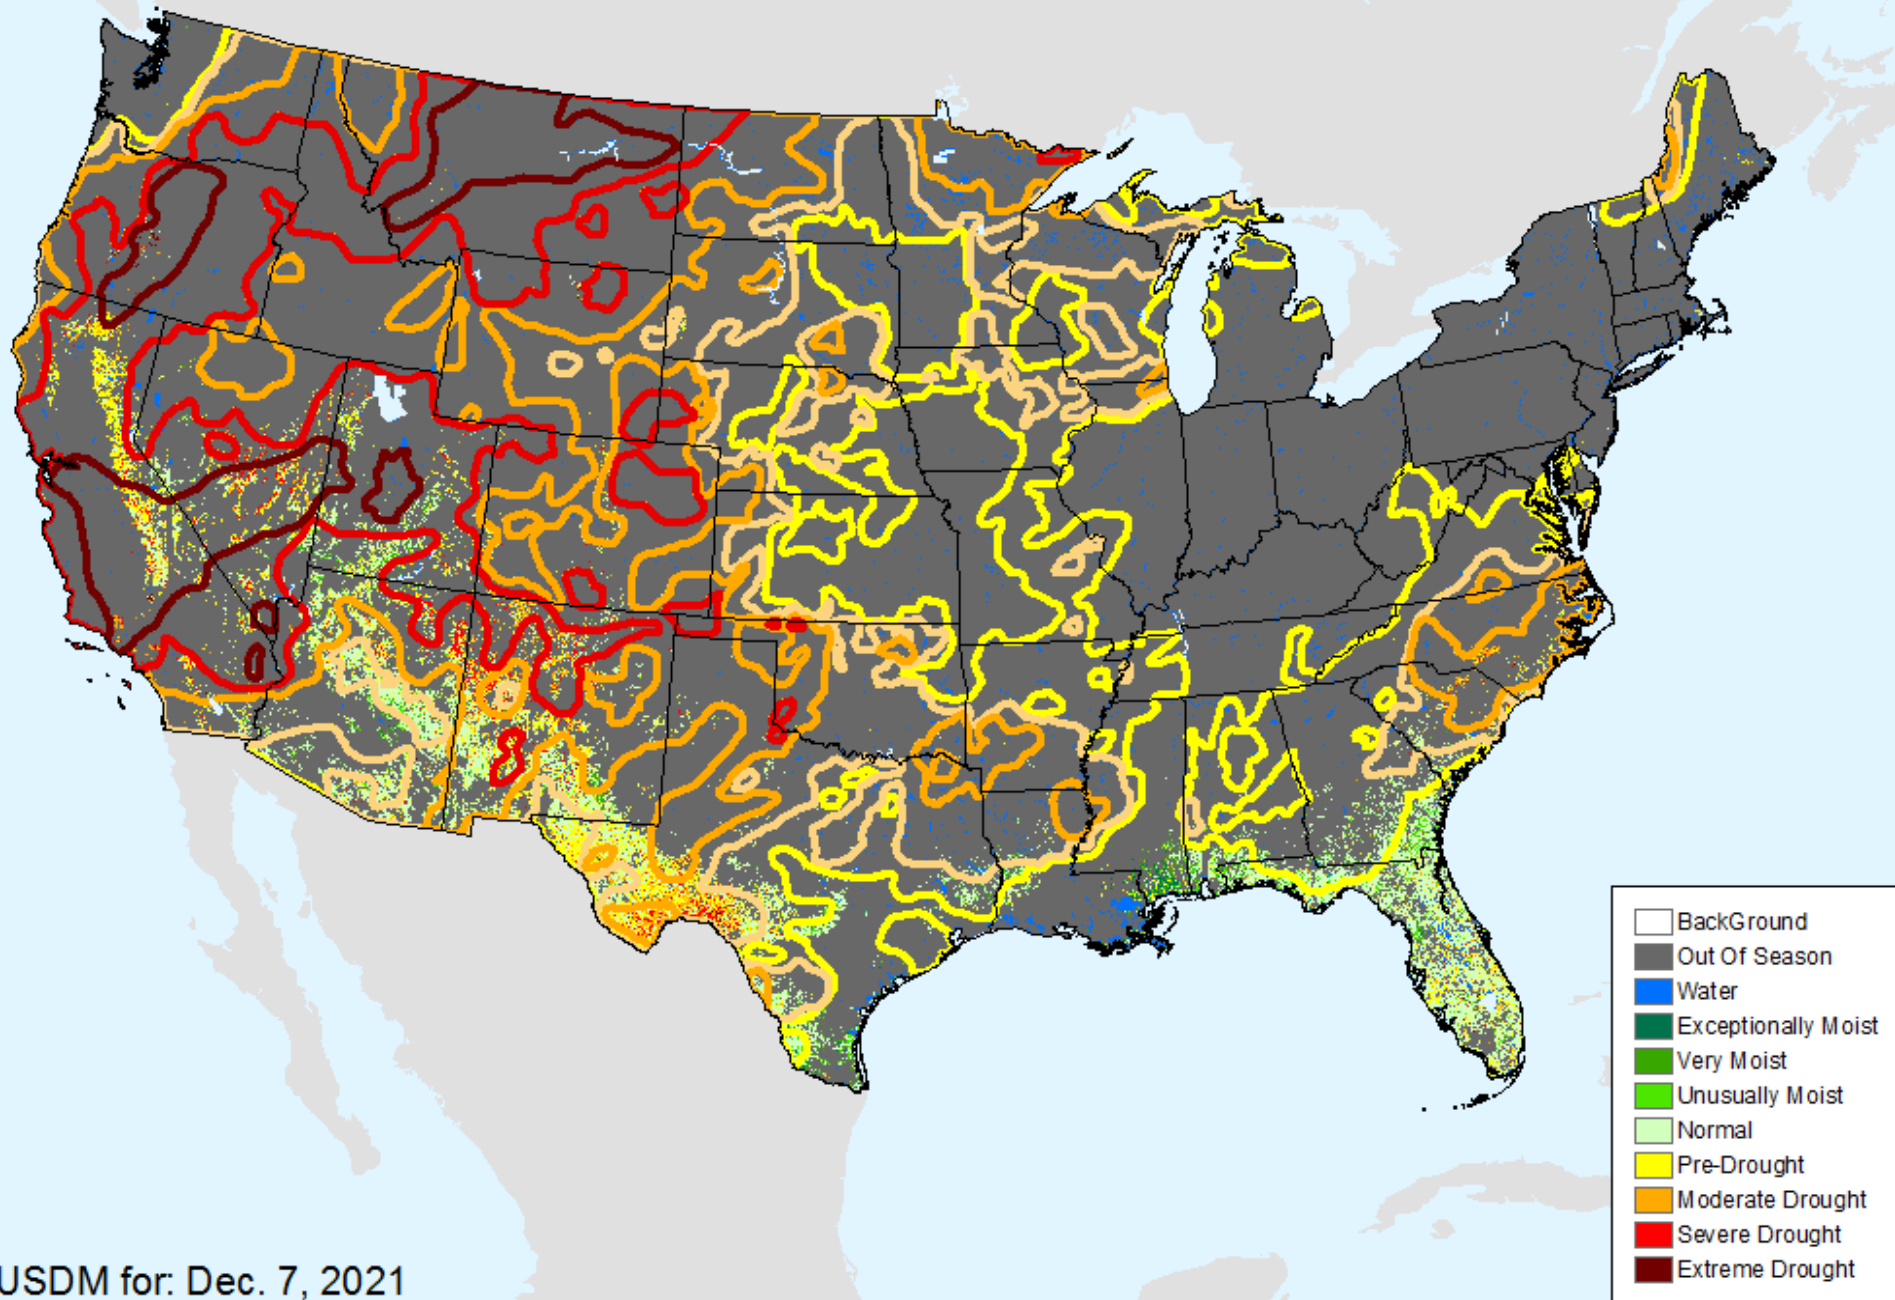 BackGround
Out Of Season
Water
Exceptionally Moist
Very Moist
Unusually Moist
Normal
Pre-Drought
Moderate Drought
Severe Drought
Extreme Drought
USDM for: Dec. 7, 2021